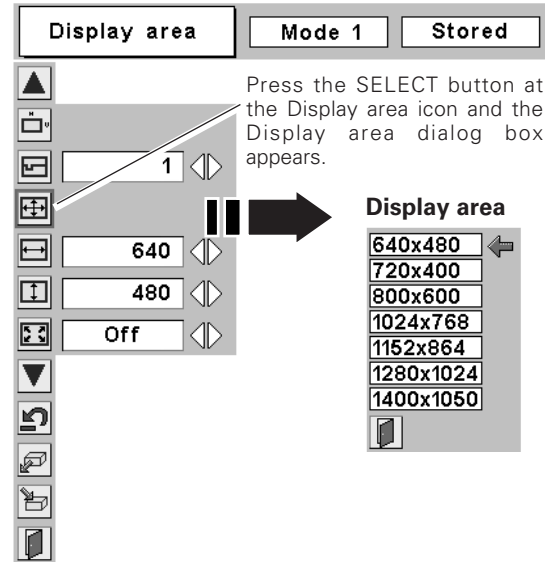 Display area
Mode 1
Stored
Press the SELECT button at
the Display area icon and the
Display area dialog box
appears.
H
V
1
640
480
Off
Display area
640x480
720x400
800x600
1024x768
1152x864
1280x1024
1400x1050